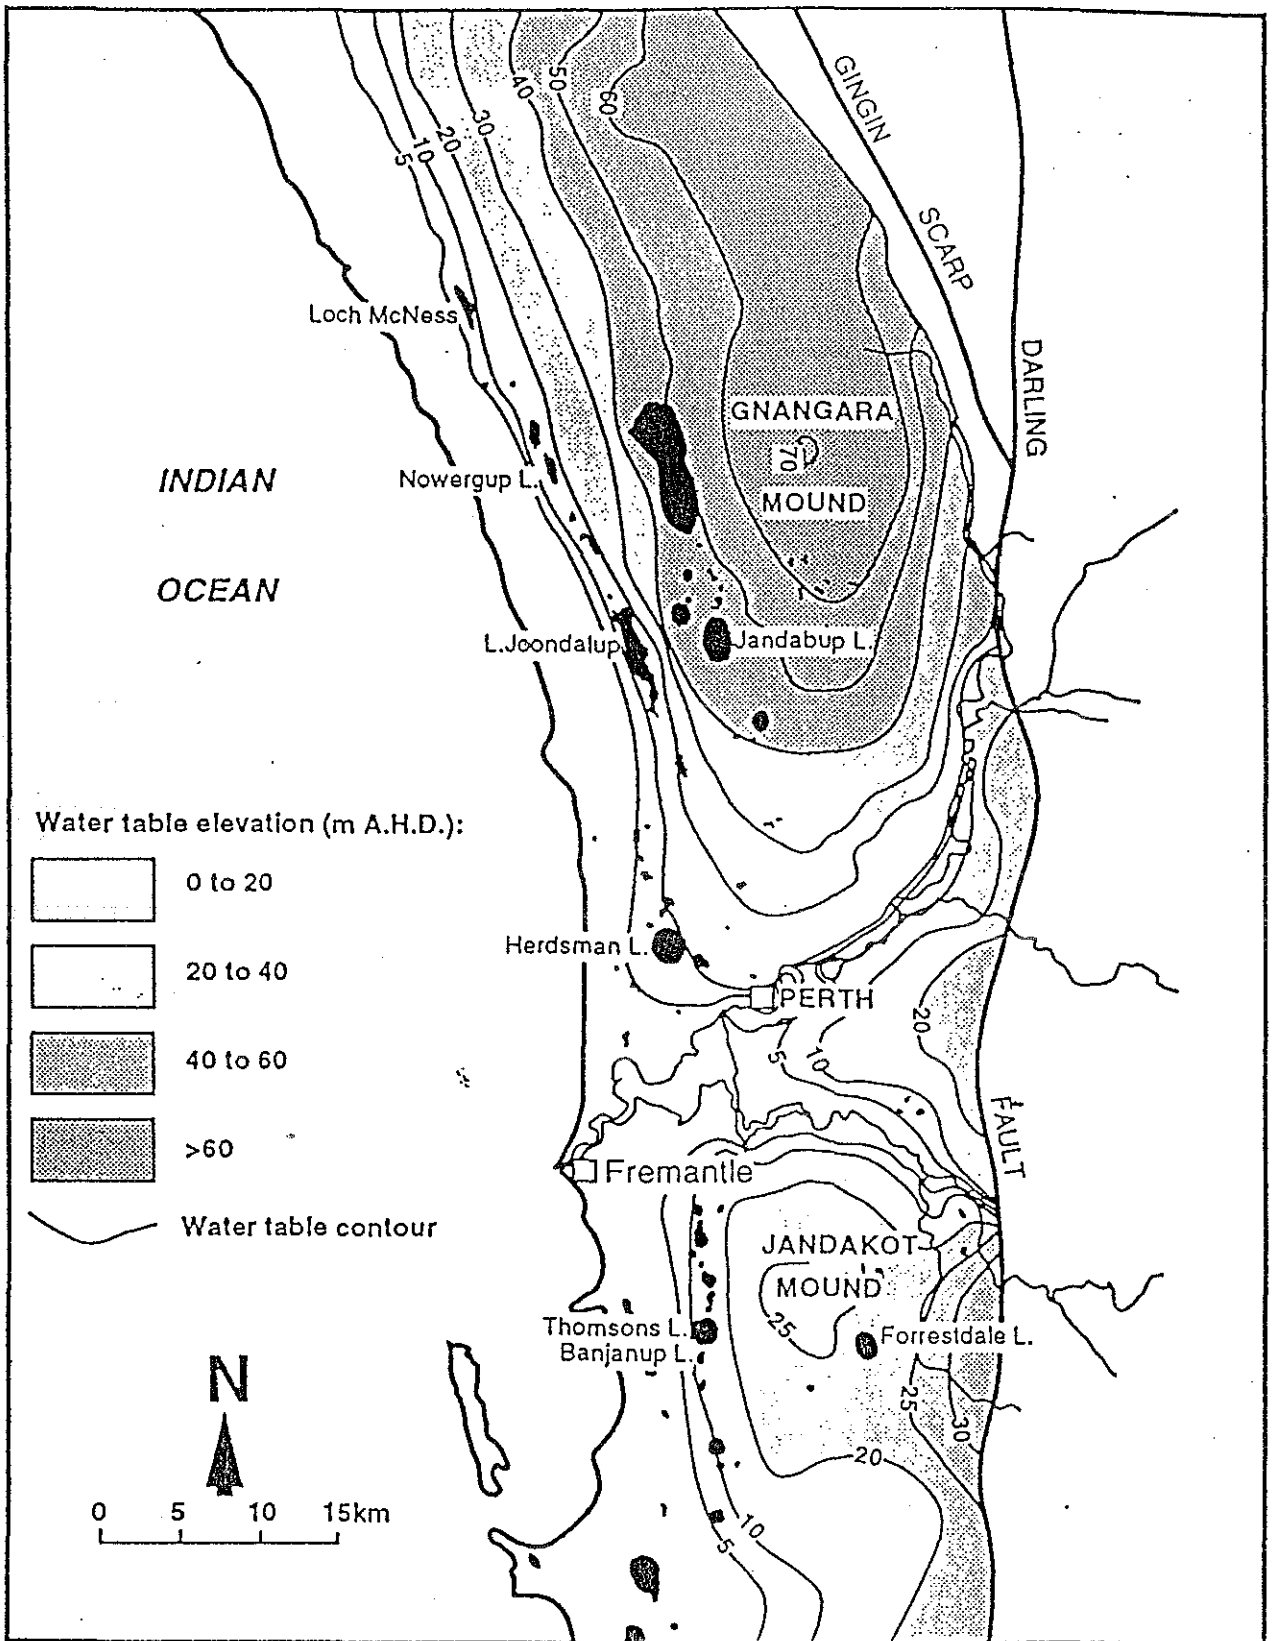 40
50
60
30
20
10
5
GINGIN
SCARP
Loch McNess
DARLING
GNANGARA
70
MOUND
INDIAN
Nowergup L.
OCEAN
L.Joondalup
Jandabup L.
Water table elevation (m A.H.D.):
0 to 20
20 to 40
40 to 60
>60
Water table contour
Herdsman L.
PERTH
20
5
10
FAULT
Fremantle
JANDAKOT
MOUND
25
Thomsons L.
Banjanup L.
Forrestdale L.
25
30
20
10
5
N
0 5 10 15km